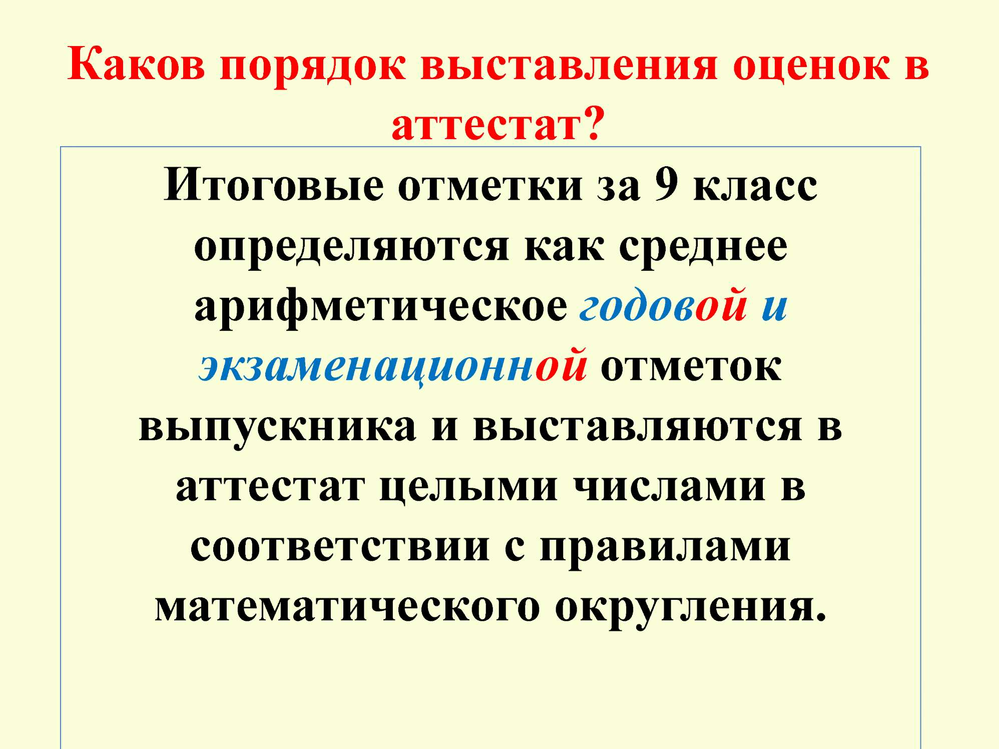 Каков порядок выставления оценок в
аттестат?
Итоговые отметки за 9 класс
определяются как среднее
арифметическое годовой и
экзаменационной отметок
выпускника и выставляются в
аттестат целыми числами в
соответствии с правилами
математического округления.